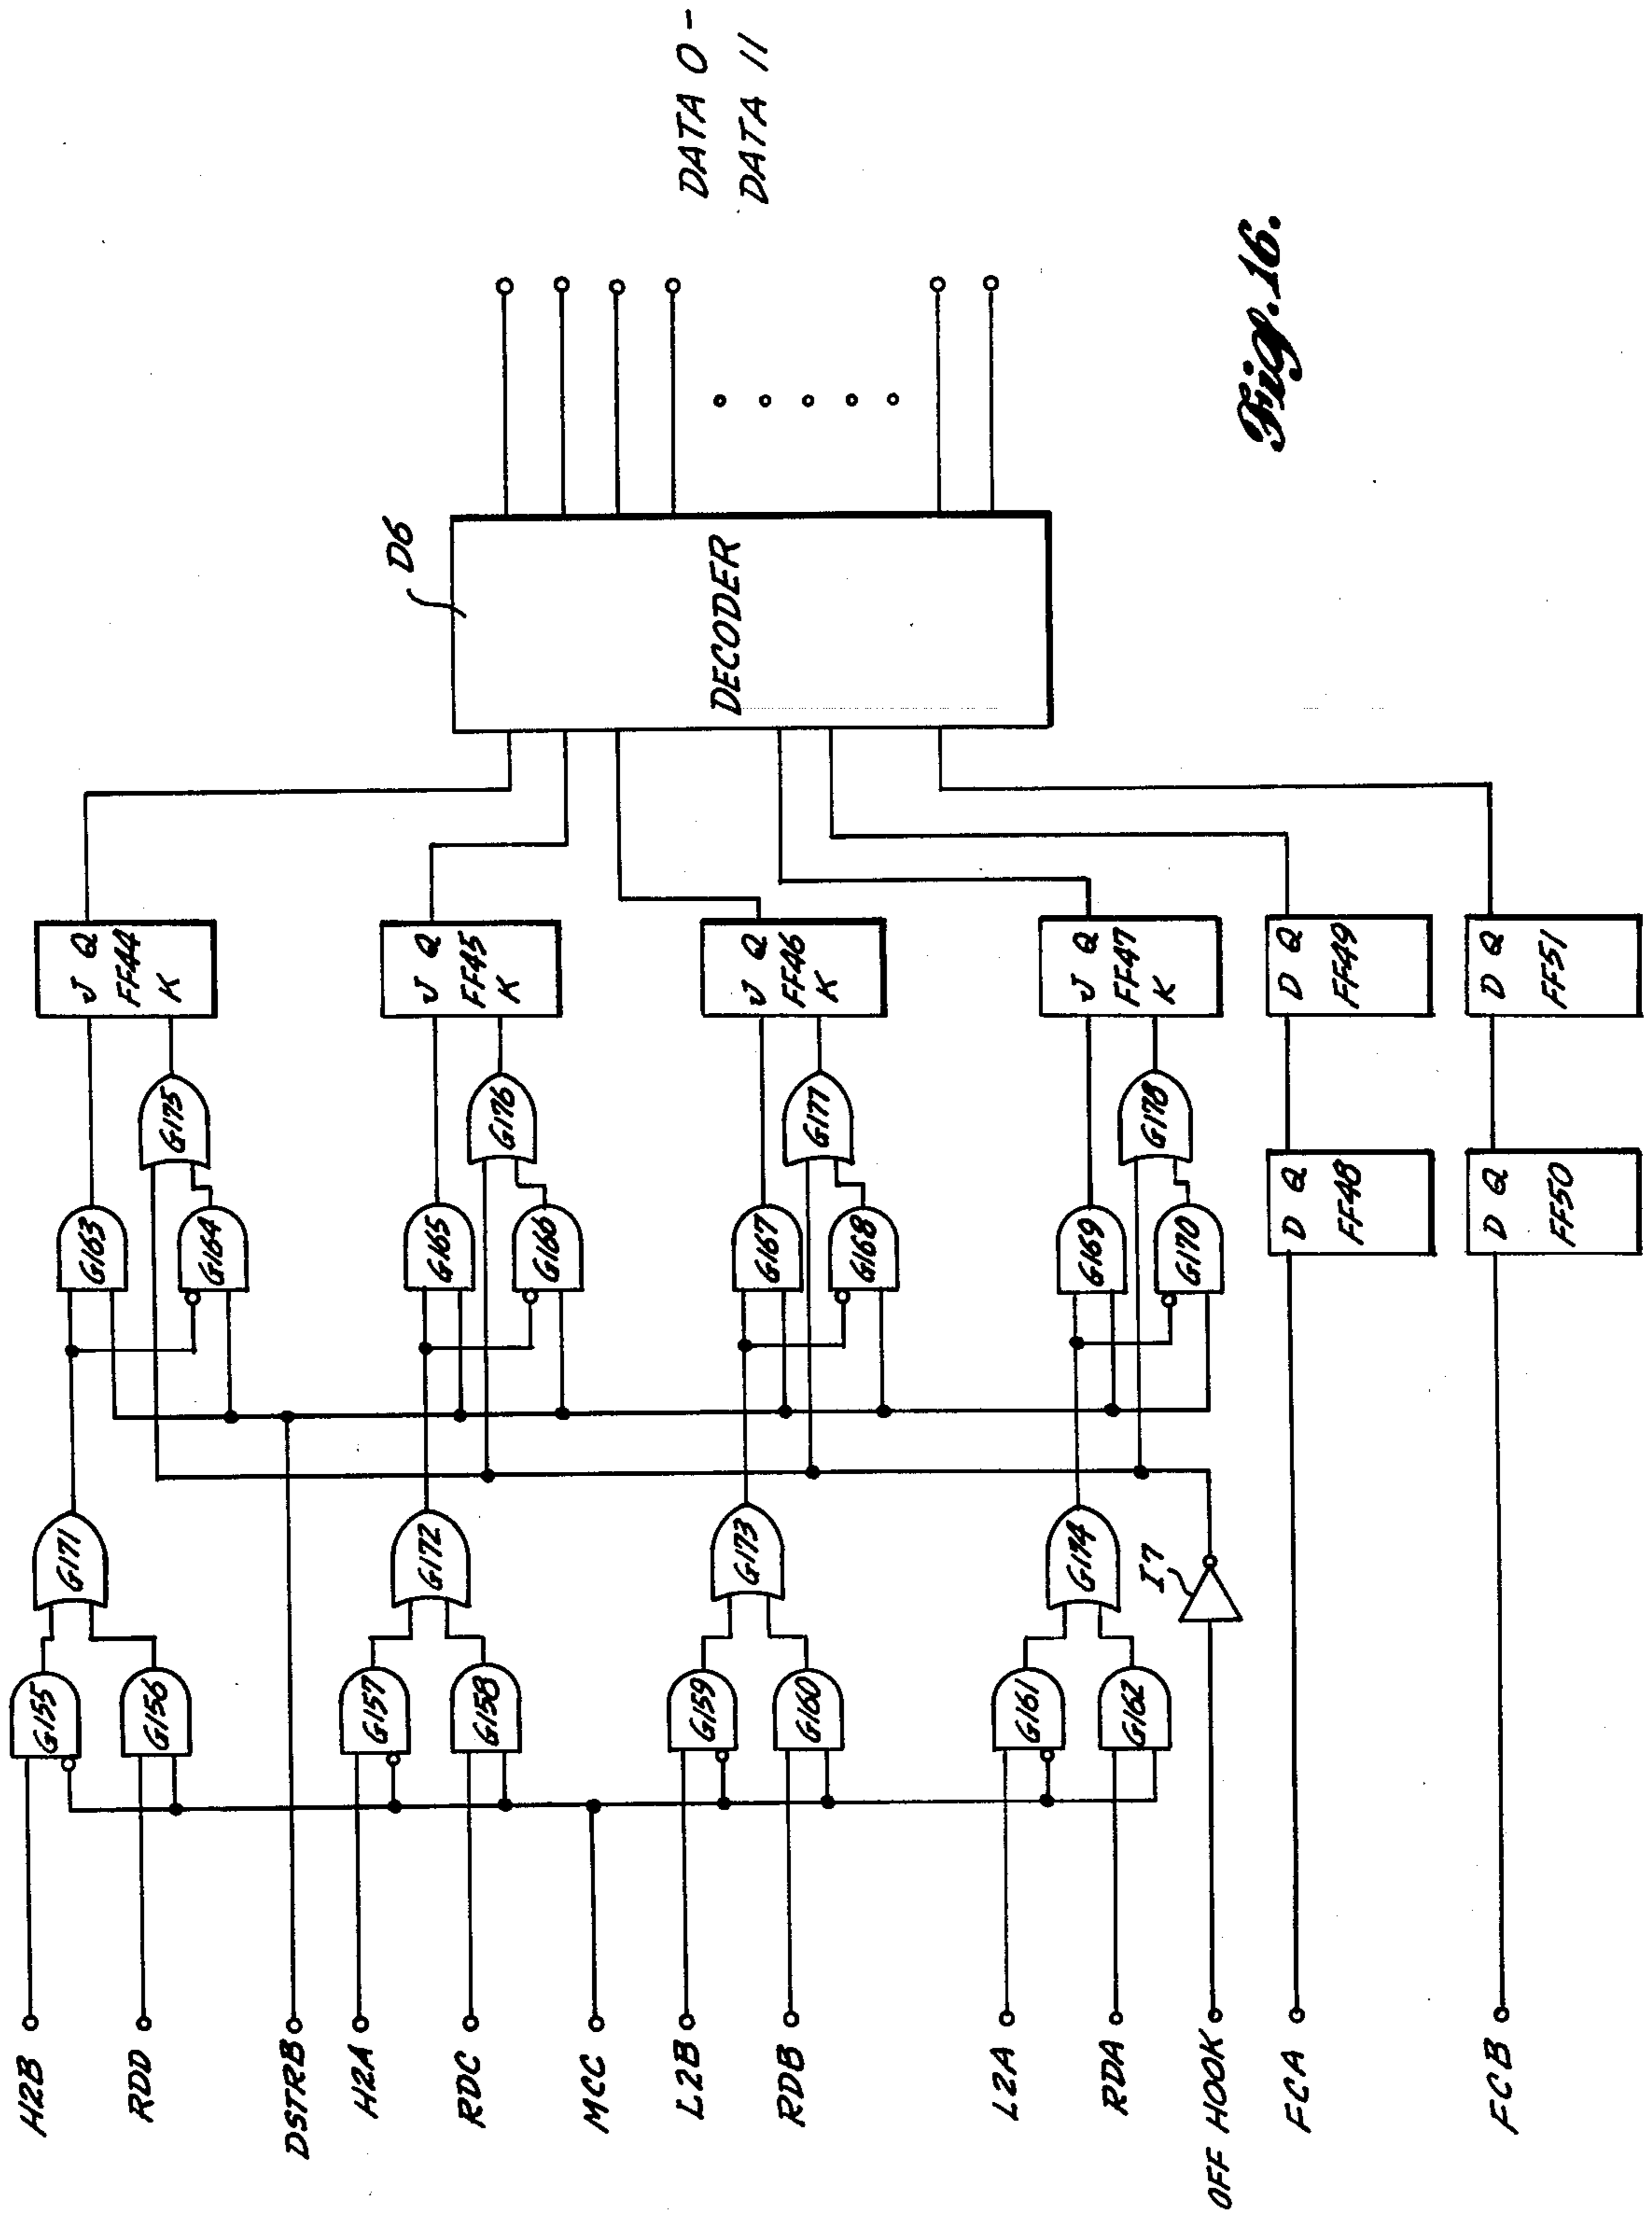 H2B
RDD
DSTRB
H2A
RDC
MCC
L2B
RDB
L2A
RDA
OFF HOOK
FCA
FCB
G155
G156
G157
G158
G159
G160
G161
G162
I7
G171
G172
G173
G174
G163
G164
G165
G166
G167
G168
G169
G170
G175
G176
G177
G178
D Q
FF48
D Q
FF50
J Q
FF44
K
J Q
FF45
K
J Q
FF46
K
J Q
FF47
K
D Q
FF49
D Q
FF51
D6
DECODER
DATA 0 -
DATA 11
Fig. 16.